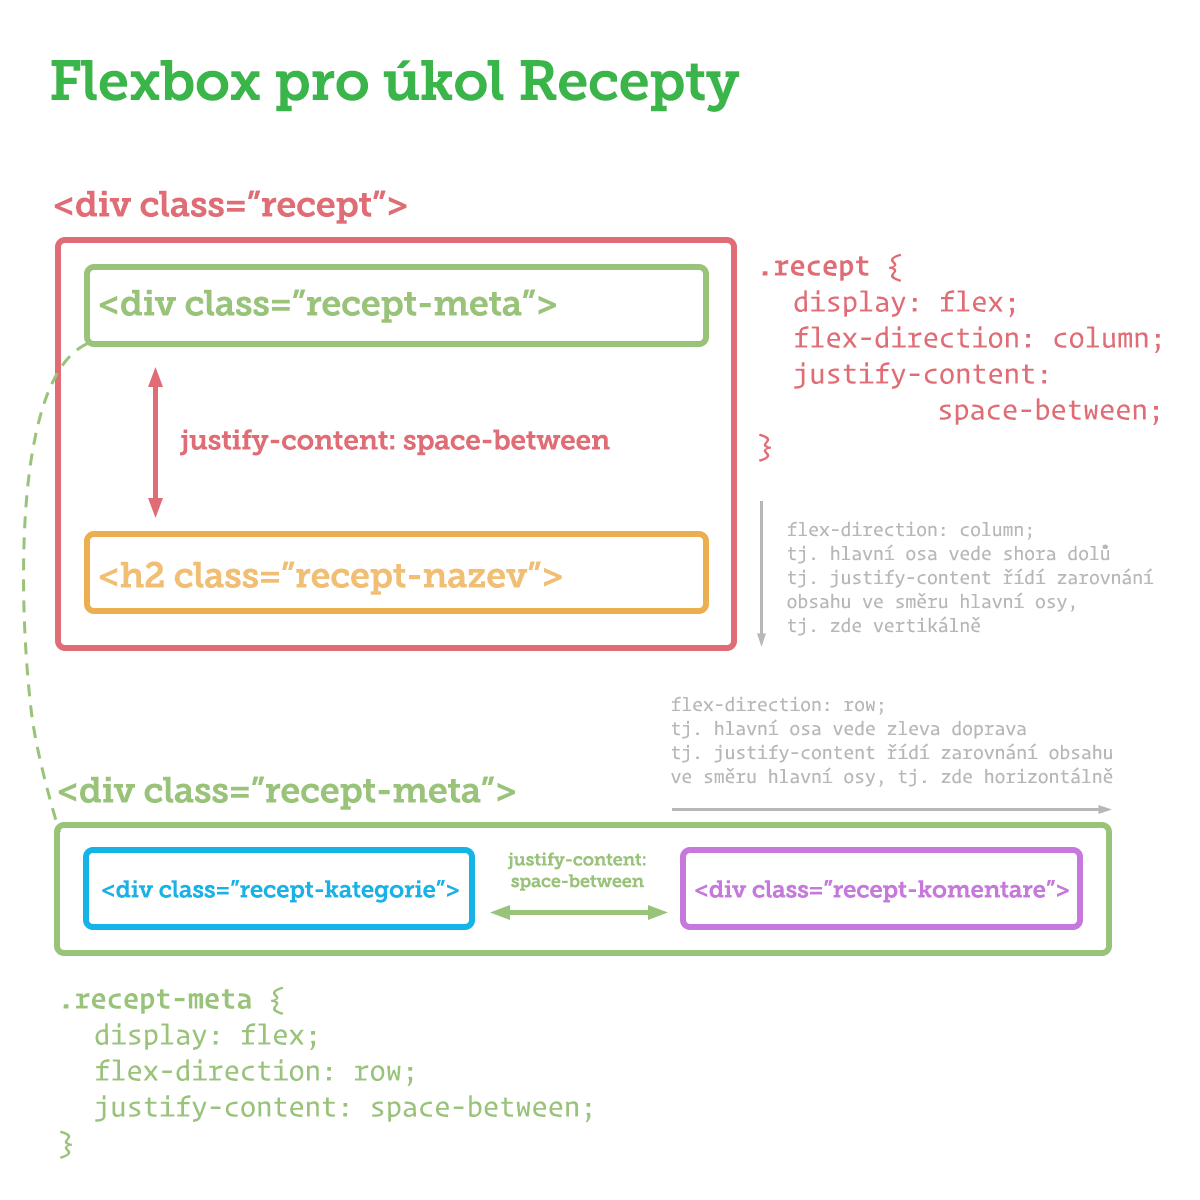 Flexbox pro úkol Recepty
<div class=”recept”>
<div class=”recept-meta”>
justify-content: space-between
<h2 class=”recept-nazev”>
.recept {
display: flex;
flex-direction: column;
justify-content:
space-between;
}
flex-direction: column;
tj. hlavní osa vede shora dolů
tj. justify-content řídí zarovnání
obsahu ve směru hlavní osy,
tj. zde vertikálně
flex-direction: row;
tj. hlavní osa vede zleva doprava
tj. justify-content řídí zarovnání obsahu
ve směru hlavní osy, tj. zde horizontálně
<div class=”recept-meta”>
<div class=”recept-kategorie”>
justify-content:
space-between
<div class=”recept-komentare”>
.recept-meta {
display: flex;
flex-direction: row;
justify-content: space-between;
}